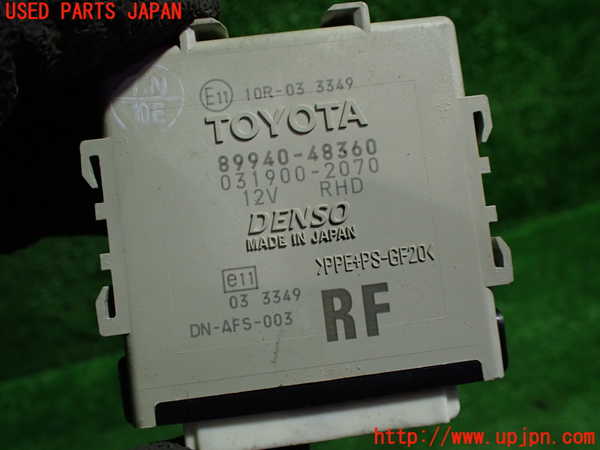 USED PARTS JAPAN
10E
E11 10R-03 3349
TOYOTA
89940-48360
031900-2070
12V RHD
DENSO
MADE IN JAPAN
>PPE+PS-GF20<
e11
03 3349
DN-AFS-003
RF
http://www.upjpn.com/